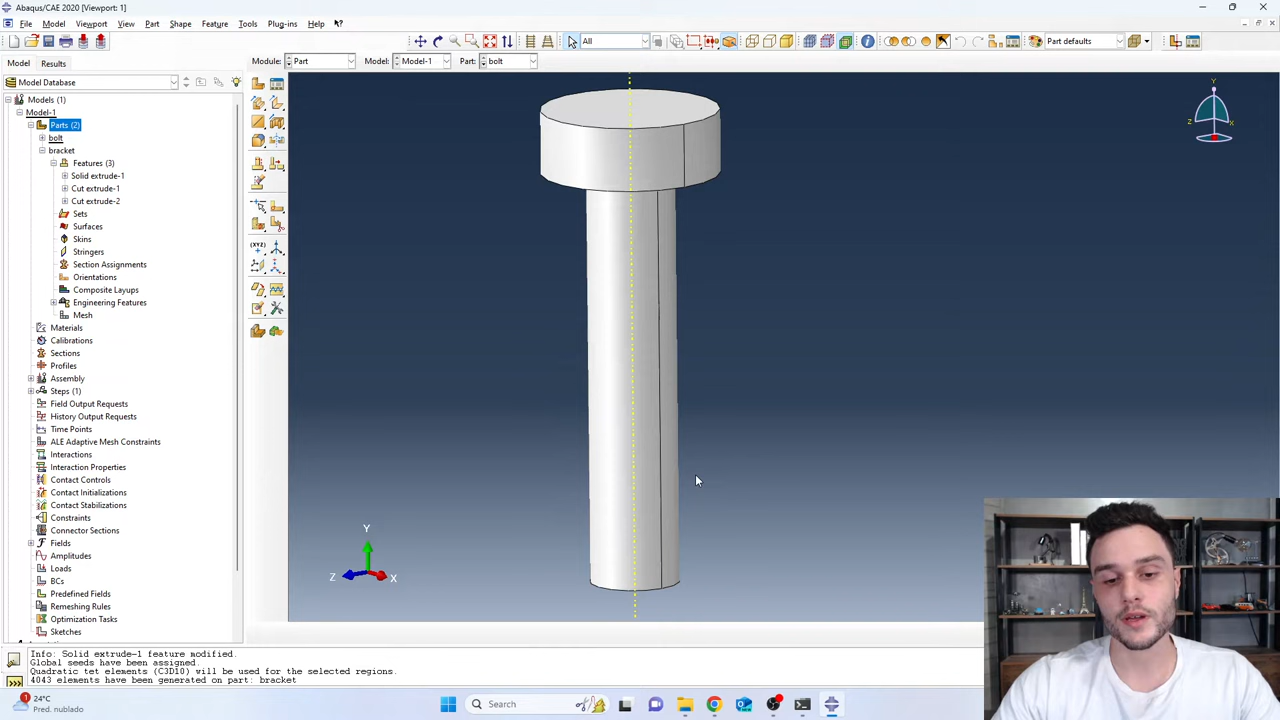 Abaqus/CAE 2020 [Viewport: 1]
File Model Viewport View Part Shape Feature Tools Plug-ins Help
All
Part defaults
Model Results
Module: Part Model: Model-1 Part: bolt
Model Database
Models (1)
Model-1
Parts (2)
bolt
bracket
Features (3)
Solid extrude-1
Cut extrude-1
Cut extrude-2
Sets
Surfaces
Skins
Stringers
Section Assignments
Orientations
Composite Layups
Engineering Features
Mesh
Materials
Calibrations
Sections
Profiles
Assembly
Steps (1)
Field Output Requests
History Output Requests
Time Points
ALE Adaptive Mesh Constraints
Interactions
Interaction Properties
Contact Controls
Contact Initializations
Contact Stabilizations
Constraints
Connector Sections
Fields
Amplitudes
Loads
BCs
Predefined Fields
Remeshing Rules
Optimization Tasks
Sketches
(XYZ)
Y
Z X
Y
Z X
Info: Solid extrude-1 feature modified.
Global seeds have been assigned.
Quadratic tet elements (C3D10) will be used for the selected regions.
4043 elements have been generated on part: bracket
>>>
1
24°C
Pred. nublado
Search